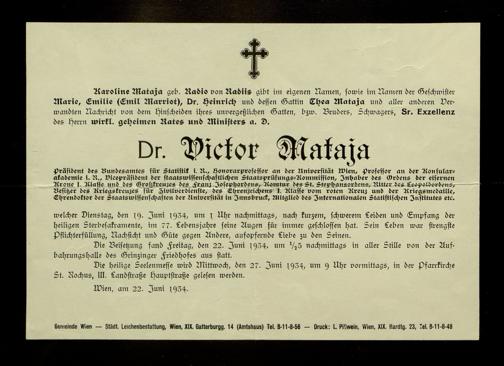 Karoline Mataja geb. Radio von Radiis gibt im eigenen Namen, sowie im Namen der Geschwister
Marie, Emilie (Emil Marriot), Dr. Heinrich und dessen Gattin Thea Mataja und aller anderen Ver-
wandten Nachricht von dem Hinscheiden ihres unvergeßlichen Gatten, bzw. Bruders, Schwagers, Sr. Exzellenz
des Herrn wirkl. geheimen Rates und Ministers a. D.
Dr. Victor Mataja
Präsident des Bundesamtes für Statistik i. R., Honorarprofessor an der Universität Wien, Professor an der Konsular-
akademie i. R., Vizepräsident der Staatswissenschaftlichen Staatsprüfungs-Kommission, Inhaber des Ordens der eisernen
Krone I. Klasse und des Großkreuzes des Franz Josephordens, Komtur des St. Stephansordens, Ritter des Leopoldordens,
Besitzer des Kriegskreuzes für Zivilverdienste, des Ehrenzeichens I. Klasse vom roten Kreuz und der Kriegsmedaille,
Ehrendoktor der Staatswissenschaften der Universität in Innsbruck, Mitglied des Internationalen Statistischen Institutes etc.
welcher Dienstag, den 19. Juni 1934, um 1 Uhr nachmittags, nach kurzem, schwerem Leiden und Empfang der
heiligen Sterbesakramente, im 77. Lebensjahre seine Augen für immer geschlossen hat. Sein Leben war strengste
Pflichterfüllung, Nachsicht und Güte gegen Andere, aufopfernde Liebe zu den Seinen.
Die Beisetzung fand Freitag, den 22. Juni 1934, um ½5 nachmittags in aller Stille von der Auf-
bahrungshalle des Grinzinger Friedhofes aus statt.
Die heilige Seelenmesse wird Mittwoch, den 27. Juni 1934, um 9 Uhr vormittags, in der Pfarrkirche
St. Rochus, III. Landstraße Hauptstraße gelesen werden.
Wien, am 22. Juni 1934.
Gemeinde Wien — Städt. Leichenbestattung, Wien, XIX. Gatterburgg. 14 (Amtshaus) Tel. B-11-8-56 — Druck: L. Pillwein, Wien, XIX. Hardtg. 23, Tel. B-11-8-48